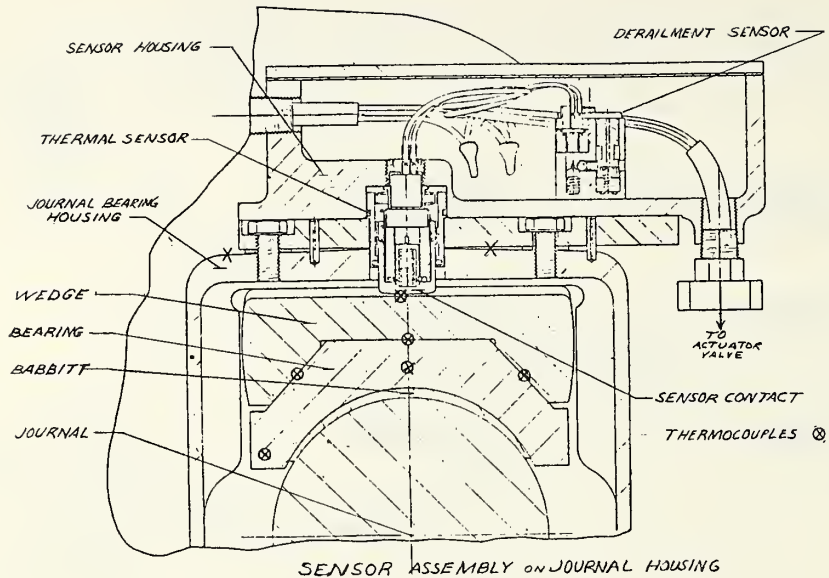 DERAILMENT SENSOR
SENSOR HOUSING
THERMAL SENSOR
JOURNAL BEARING
HOUSING
WEDGE
BEARING
BABBITT
JOURNAL
TO
ACTUATOR
VALVE
SENSOR CONTACT
THERMOCOUPLES
SENSOR ASSEMBLY ON JOURNAL HOUSING